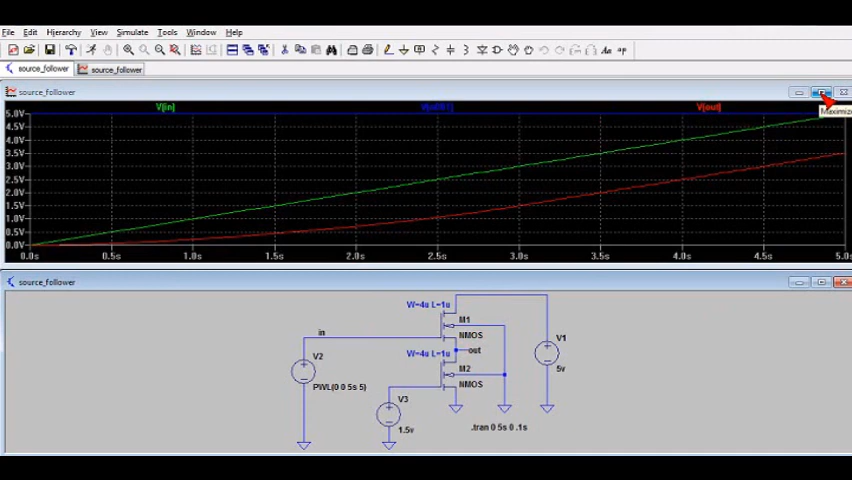 File Edit Hierarchy View Simulate Tools Window Help
source_follower source_follower
source_follower
Maximize
V[in] V[out]
5.0V
4.5V
4.0V
3.5V
3.0V
2.5V
2.0V
1.5V
1.0V
0.5V
0.0V
0.0s 0.5s 1.0s 1.5s 2.0s 2.5s 3.0s 3.5s 4.0s 4.5s 5.0s
source_follower
W=4u L=1u
M1
in
NMOS
V1
out
W=4u L=1u
V2
M2
5v
NMOS
PWL(0 0 5s 5)
V3
1.5v
.tran 0 5s 0 .1s